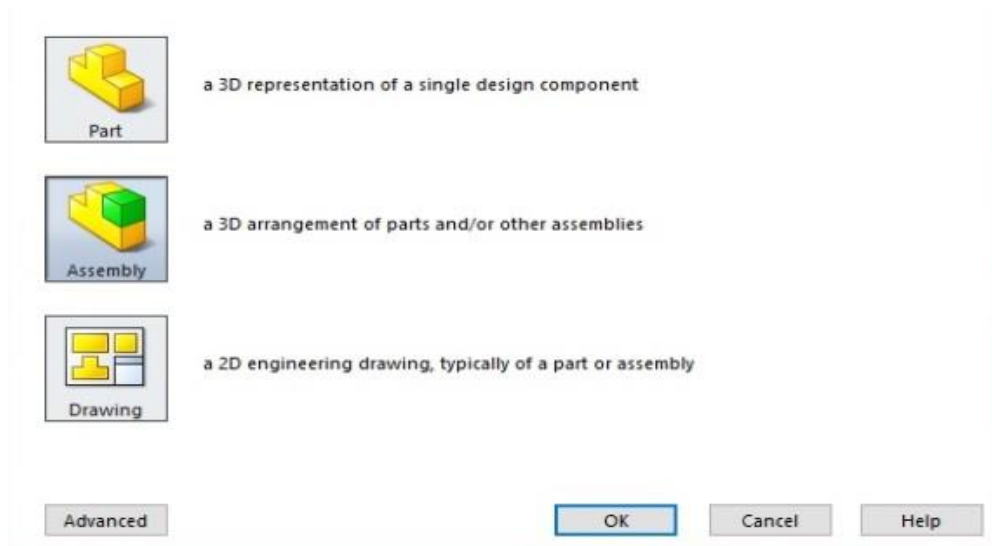 a 3D representation of a single design component
Part
a 3D arrangement of parts and/or other assemblies
Assembly
a 2D engineering drawing, typically of a part or assembly
Drawing
Advanced
OK
Cancel
Help